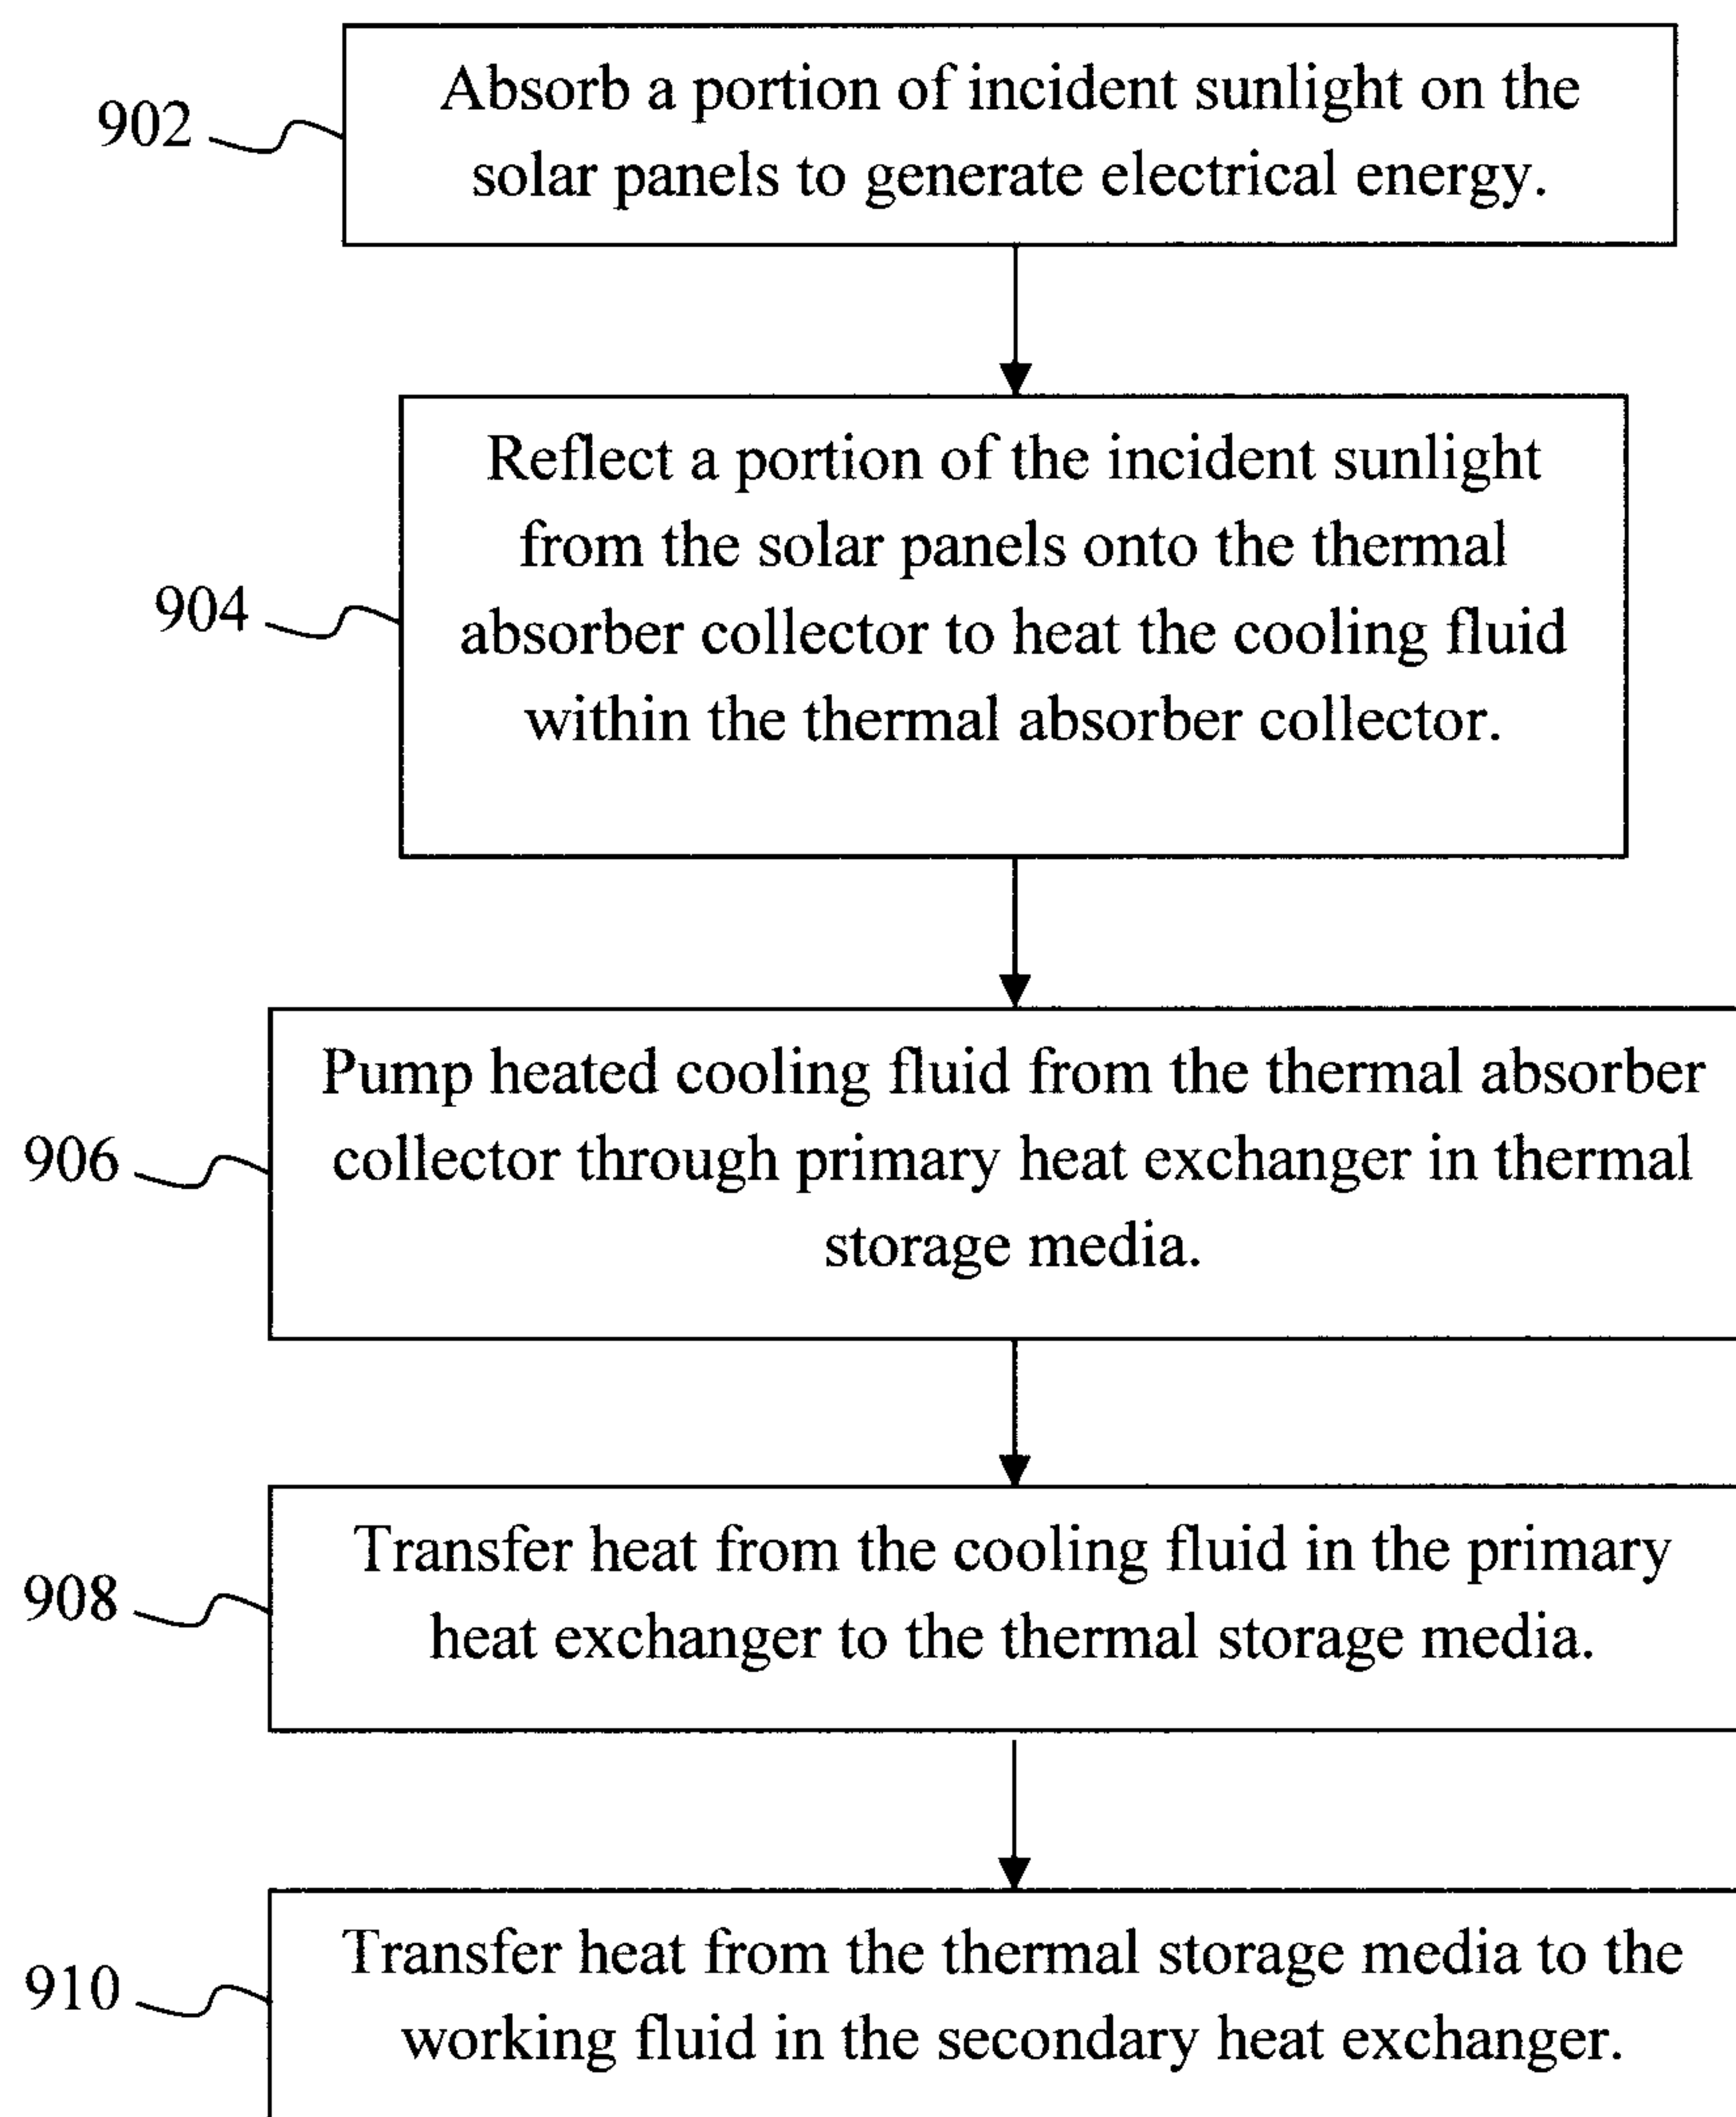 902
Absorb a portion of incident sunlight on the
solar panels to generate electrical energy.
904
Reflect a portion of the incident sunlight
from the solar panels onto the thermal
absorber collector to heat the cooling fluid
within the thermal absorber collector.
906
Pump heated cooling fluid from the thermal absorber
collector through primary heat exchanger in thermal
storage media.
908
Transfer heat from the cooling fluid in the primary
heat exchanger to the thermal storage media.
910
Transfer heat from the thermal storage media to the
working fluid in the secondary heat exchanger.